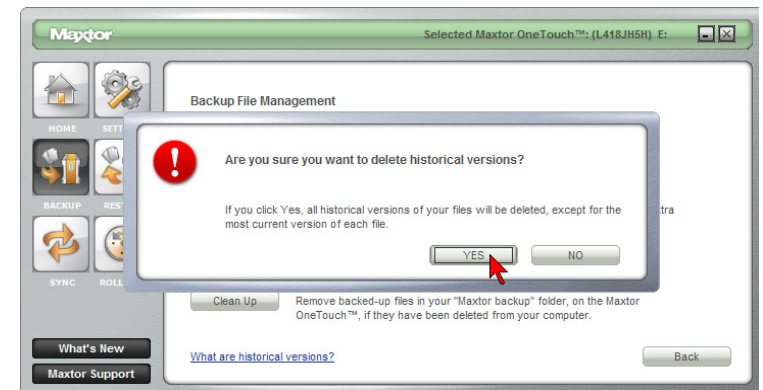 Maxtor
Selected Maxtor OneTouch™: (L418JH5H) E:
Backup File Management
HOME
SETT
Are you sure you want to delete historical versions?
If you click Yes, all historical versions of your files will be deleted, except for the
most current version of each file.
tra
BACKUP
RES
YES
NO
SYNC
ROLL
Clean Up
Remove backed-up files in your "Maxtor backup" folder, on the Maxtor
OneTouch™, if they have been deleted from your computer.
What's New
What are historical versions?
Back
Maxtor Support